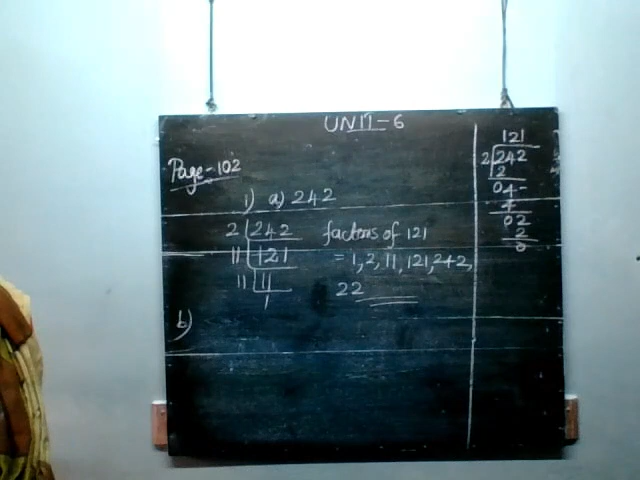 UNIT-6
Page-102
1) a) 242
2 242 factors of 121
11 121 = 1, 2, 11, 121, 242,
11 11 22
1
b)
121
2 242
2
04-
4
02
2
0